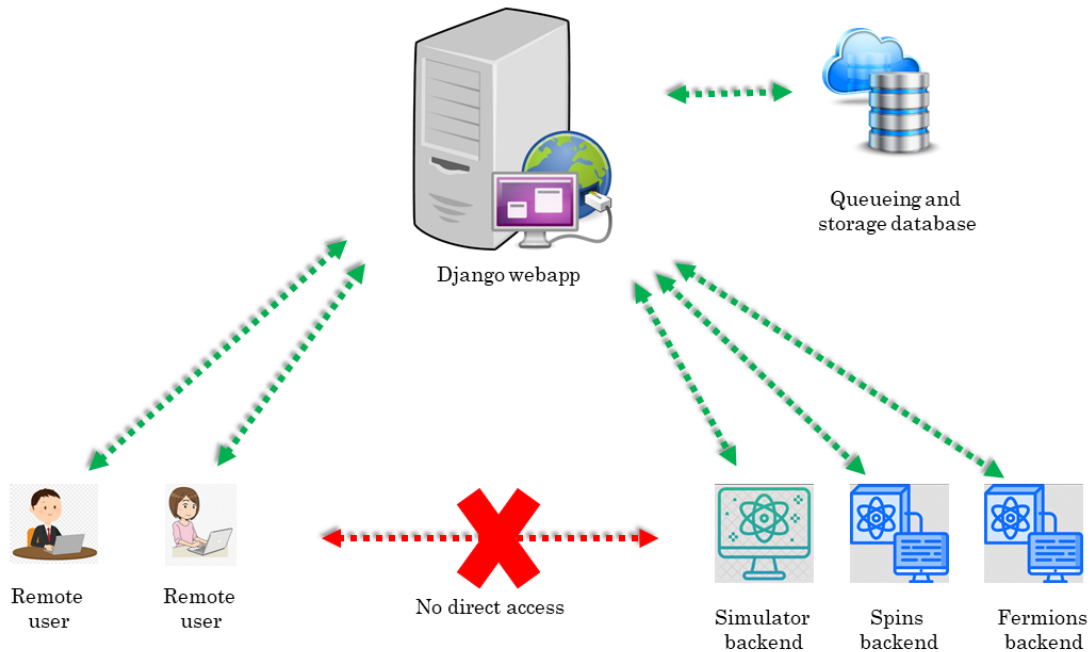 Queueing and
storage database
Django webapp
No direct access
Remote
user
Remote
user
Simulator
backend
Spins
backend
Fermions
backend